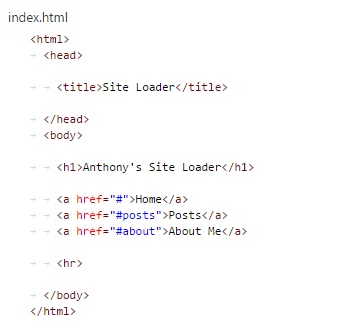 index.html
<html>
<head>
<title>Site Loader</title>
</head>
<body>
<h1>Anthony's Site Loader</h1>
<a href="#">Home</a>
<a href="#posts">Posts</a>
<a href="#about">About Me</a>
<hr>
</body>
</html>